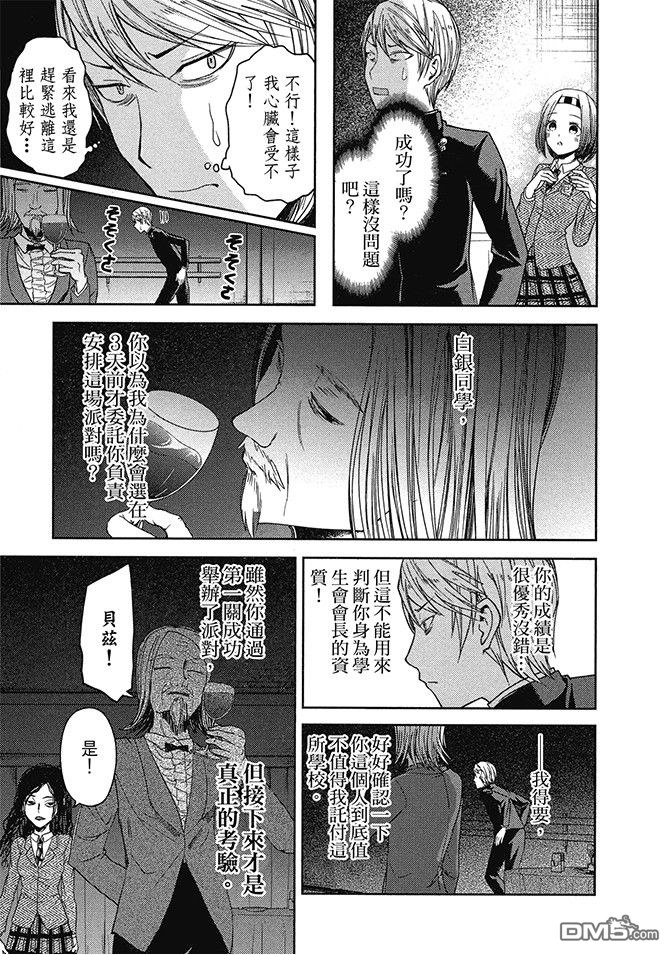 成功了嗎？
這樣沒問題
吧？
不行！這樣子
我心臟會受不
了！
看來我還是
趕緊逃離這
裡比較好…
そそくさ
そそくさ
白銀同學，
你以為我為什麼會選在
3天前才委託你負責
安排這場派對嗎？
你的成績是
很優秀沒錯…
但這不能用來
判斷你身為學
生會會長的資
質！
——我得要，
好好確認一下
你這個人到底值
不值得我託付這
所學校。
雖然你通過
第一關成功
舉辦了派對，
但接下來才是
真正的考驗。
貝茲！
是！
DM5.com